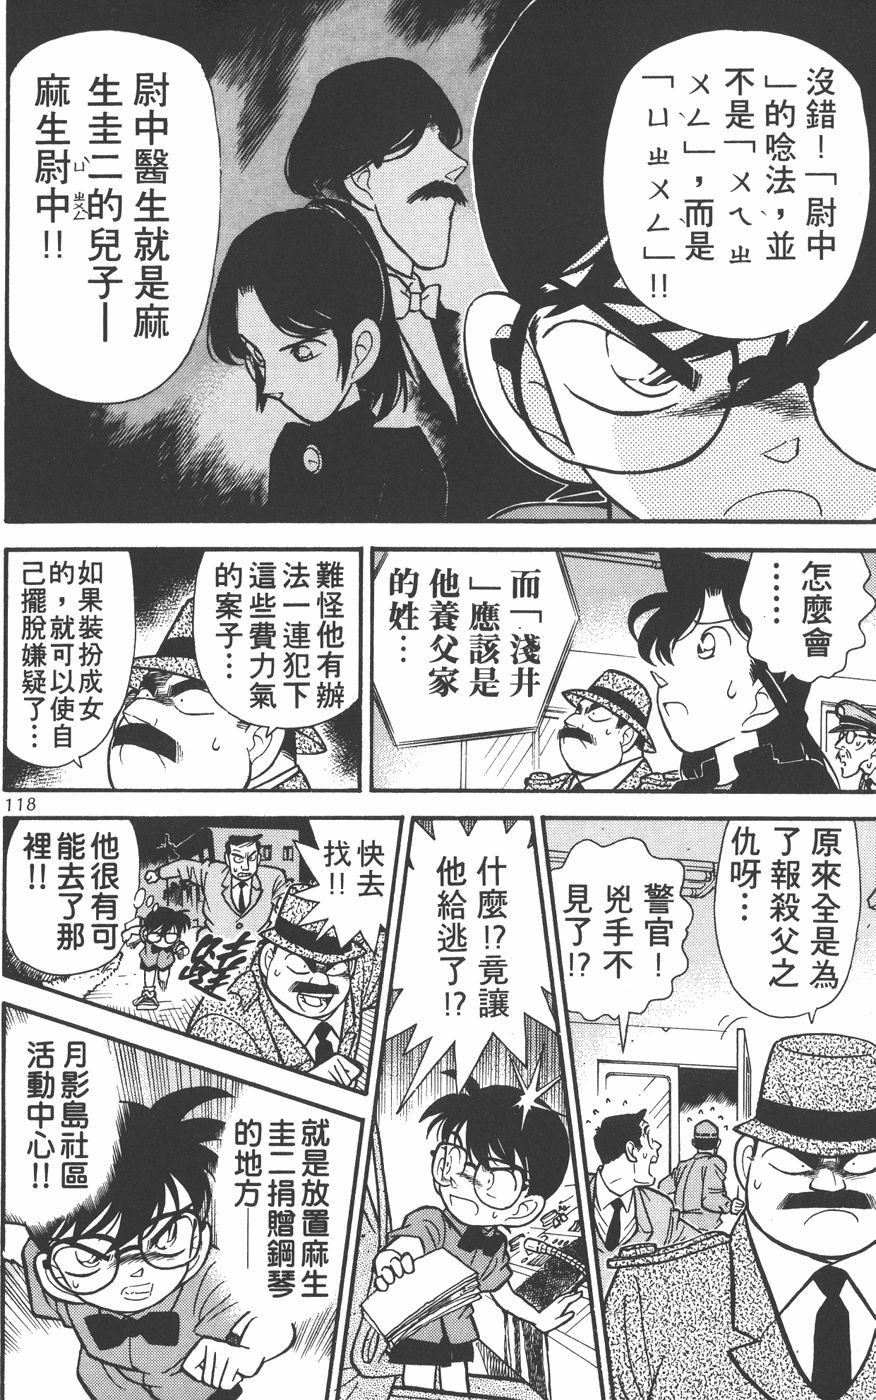 沒錯！「尉中
」的唸法，並
不是「ㄨㄟㄓ
ㄨㄥ」，而是
「ㄩㄓㄨㄥ」!!
尉中醫生就是麻
生圭二的兒子—
麻生尉中!!
ㄩˋ ㄓㄨㄥ
怎麼會
……
而「淺井
」應該是
他養父家
的姓…
難怪他有辦
法一連犯下
這些費力氣
的案子…
如果裝扮成女
的，就可以使自
己擺脫嫌疑了…
118
原來全是為
了報殺父之
仇呀…
警官！
兇手不
見了!?
什麼!?竟讓
他給逃了!?
快去
找!!
他很有可
能去了那
裡!!
就是放置麻生
圭二捐贈鋼琴
的地方——
月影島社區
活動中心!!